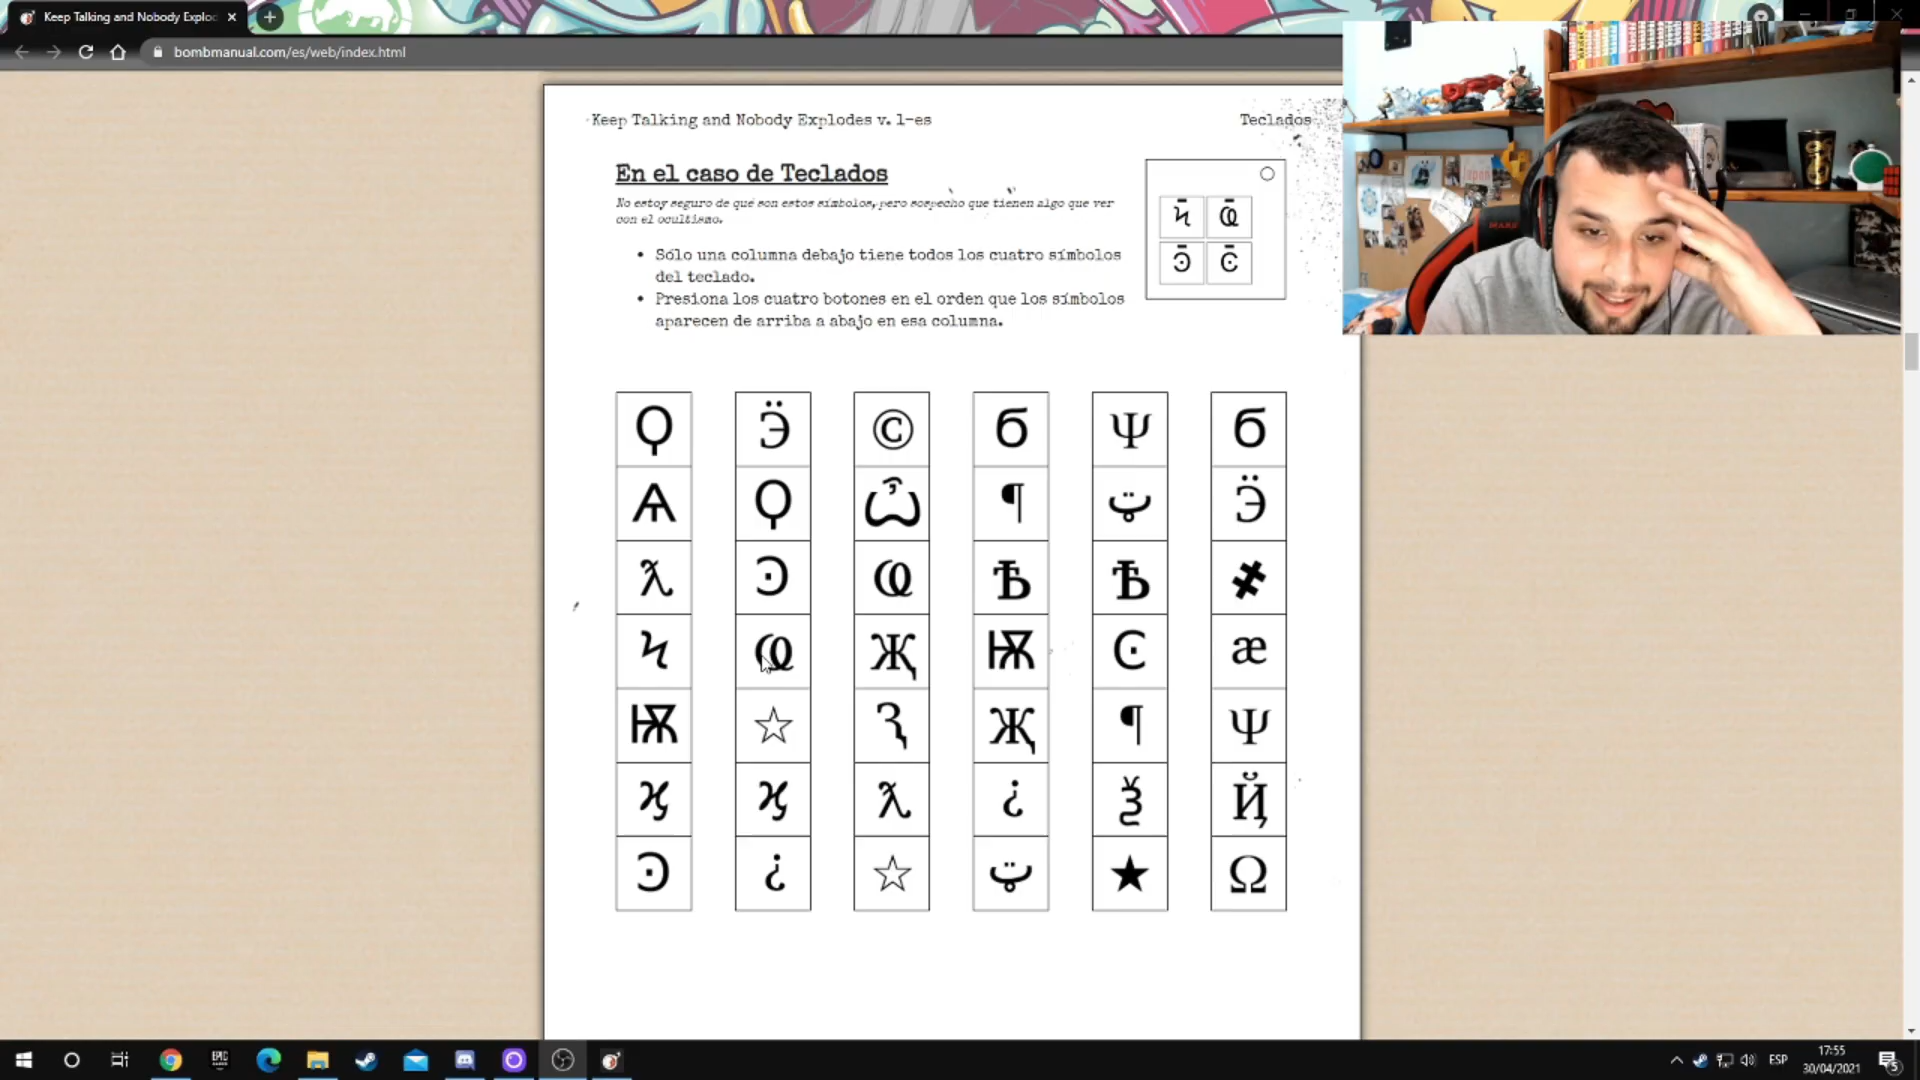 Keep Talking and Nobody Explod
bombmanual.com/es/web/index.html
Keep Talking and Nobody Explodes v. 1-es
Teclados
En el caso de Teclados
No estoy seguro de qué son estos símbolos, pero sospecho que tienen algo que ver
con el ocultismo.
• Sólo una columna debajo tiene todos los cuatro símbolos
del teclado.
• Presiona los cuatro botones en el orden que los símbolos
aparecen de arriba a abajo en esa columna.
Ϟ Ҩ
Ͽ Ͼ
Ϙ Ӭ © б Ψ б
Ѧ Ϙ Ѽ ¶ ټ Ӭ
ƛ Ͽ Ҩ Ѣ Ѣ ҂
Ϟ Ҩ Җ Ѭ Ͼ æ
Ѭ ☆ Ԇ Җ ¶ Ψ
ϗ ϗ ƛ ¿ Ѯ Ҋ
Ͽ ¿ ☆ ټ ★ Ω
EPIC
GAMES
ESP
17:55
30/04/2021
5